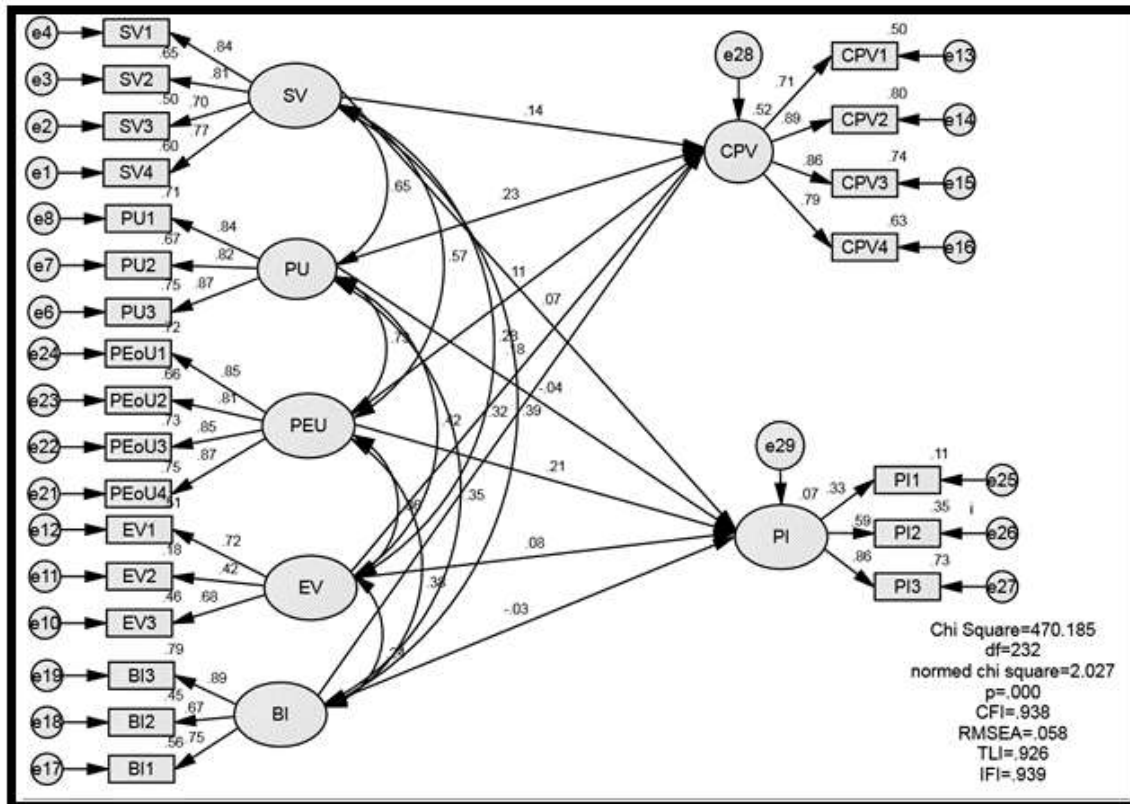 e4 SV1 .84
.65
e3 SV2 .81
.50 .70
e2 SV3 .77
.60
e1 SV4
SV
.71
e8 PU1 .84
.67
e7 PU2 .82
.75 .87
e6 PU3
PU
.72
e24 PEoU1 .85
.66
e23 PEoU2 .81
.73
e22 PEoU3 .85
.75 .87
e21 PEoU4
PEU
e12 EV1 .72
.18
e11 EV2 .42
.46 .68
e10 EV3
EV
.79
e19 BI3 .89
.45
e18 BI2 .67
.56 .75
e17 BI1
BI
.14
.65
.23
.57
.11
.07
.28
.18
-.04
.32
.39
.21
.35
.08
.38
-.03
e28
.52
CPV
.50
.71 CPV1 e13
.80
.89 CPV2 e14
.74
.86 CPV3 e15
.63
.79 CPV4 e16
e29
.07
PI
.11
.33 PI1 e25
.35 i
.59 PI2 e26
.73
.86 PI3 e27
Chi Square=470.185
df=232
normed chi square=2.027
p=.000
CFI=.938
RMSEA=.058
TLI=.926
IFI=.939